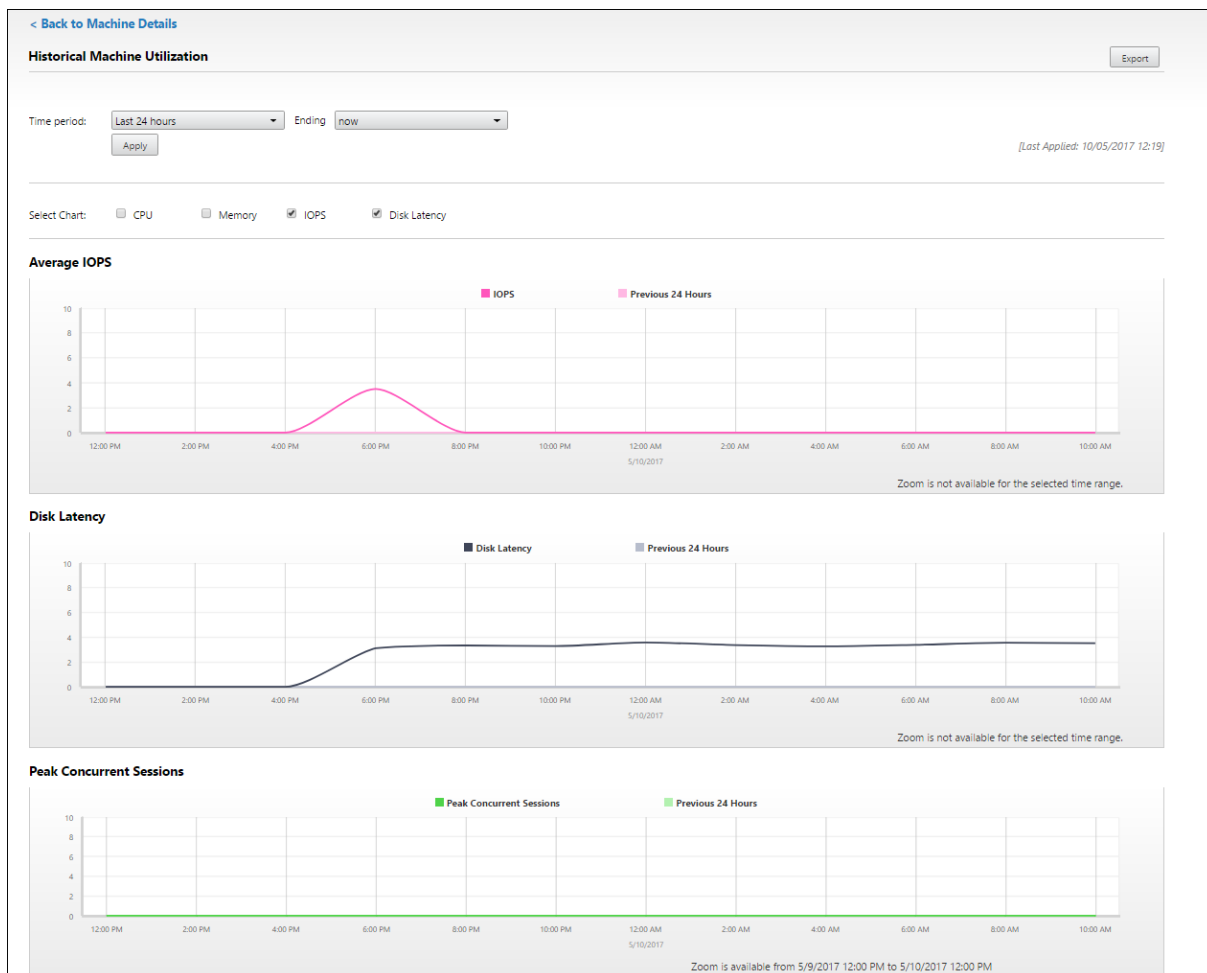 < Back to Machine Details
Historical Machine Utilization
Export
Time period: Last 24 hours Ending now
Apply
[Last Applied: 10/05/2017 12:19]
Select Chart: CPU Memory IOPS Disk Latency
Average IOPS
IOPS Previous 24 Hours
10
8
6
4
2
0
12:00 PM 2:00 PM 4:00 PM 6:00 PM 8:00 PM 10:00 PM 12:00 AM 2:00 AM 4:00 AM 6:00 AM 8:00 AM 10:00 AM
5/10/2017
Zoom is not available for the selected time range.
Disk Latency
Disk Latency Previous 24 Hours
10
8
6
4
2
0
12:00 PM 2:00 PM 4:00 PM 6:00 PM 8:00 PM 10:00 PM 12:00 AM 2:00 AM 4:00 AM 6:00 AM 8:00 AM 10:00 AM
5/10/2017
Zoom is not available for the selected time range.
Peak Concurrent Sessions
Peak Concurrent Sessions Previous 24 Hours
10
8
6
4
2
0
12:00 PM 2:00 PM 4:00 PM 6:00 PM 8:00 PM 10:00 PM 12:00 AM 2:00 AM 4:00 AM 6:00 AM 8:00 AM 10:00 AM
5/10/2017
Zoom is available from 5/9/2017 12:00 PM to 5/10/2017 12:00 PM